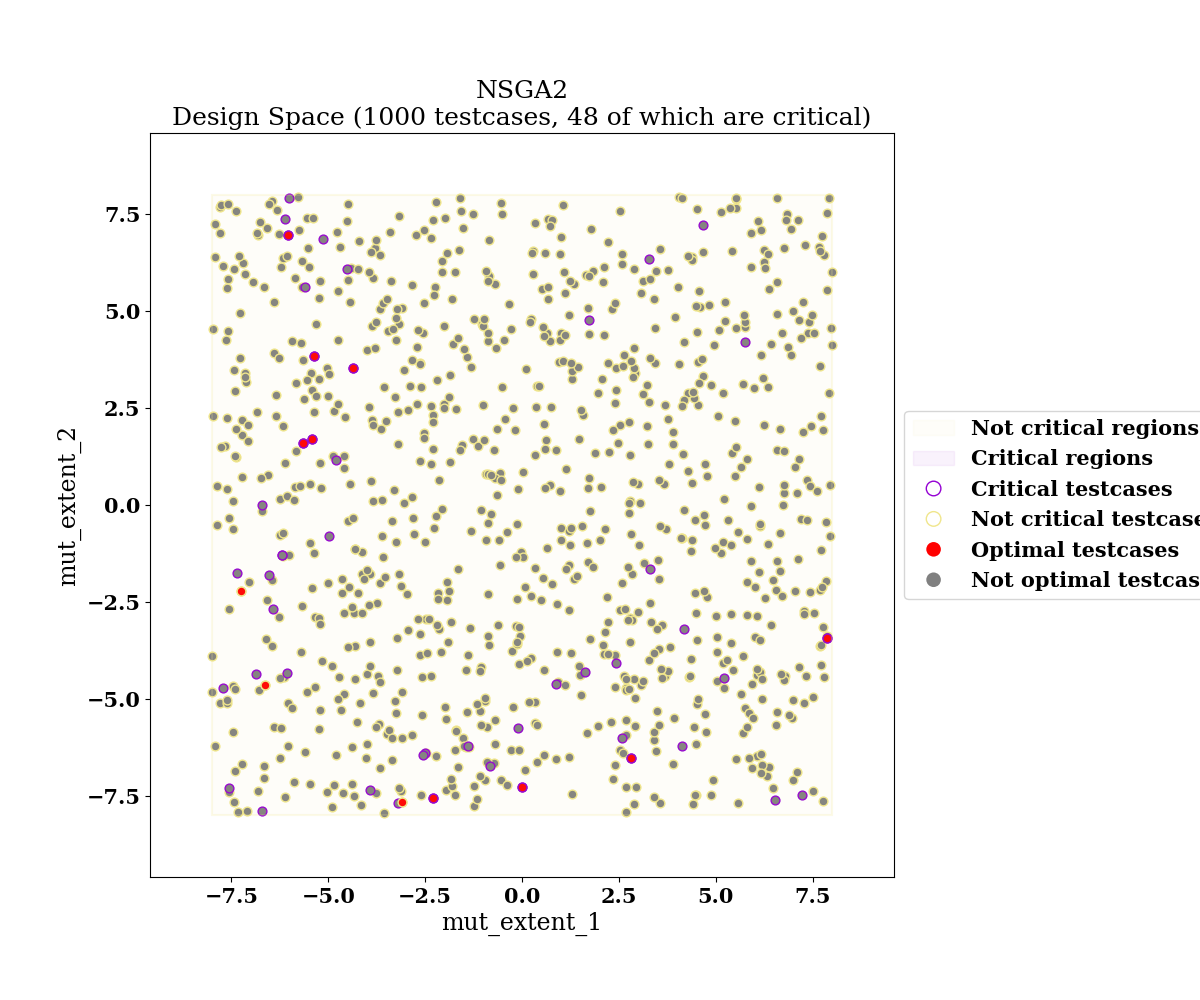 NSGA2
Design Space (1000 testcases, 48 of which are critical)
7.5
5.0
2.5
0.0
−2.5
−5.0
−7.5
mut_extent_2
−7.5
−5.0
−2.5
0.0
2.5
5.0
7.5
mut_extent_1
Not critical regions
Critical regions
Critical testcases
Not critical testcase
Optimal testcases
Not optimal testcas